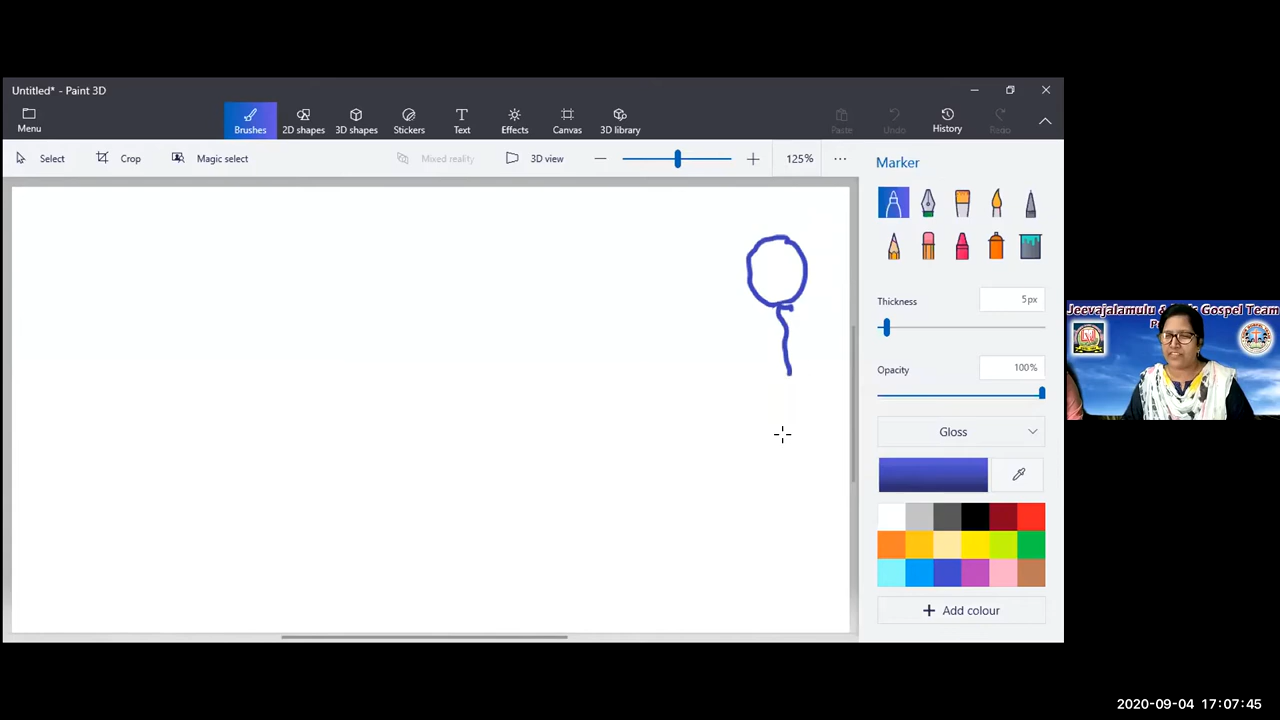 Untitled* - Paint 3D
Menu
Brushes
2D shapes
3D shapes
Stickers
Text
Effects
Canvas
3D library
Paste
Undo
History
Redo
Select
Crop
Magic select
Mixed reality
3D view
125%
Marker
Thickness
5px
Opacity
100%
Gloss
Add colour
Jeevajalamulu &
Gospel Team
2020-09-04 17:07:45